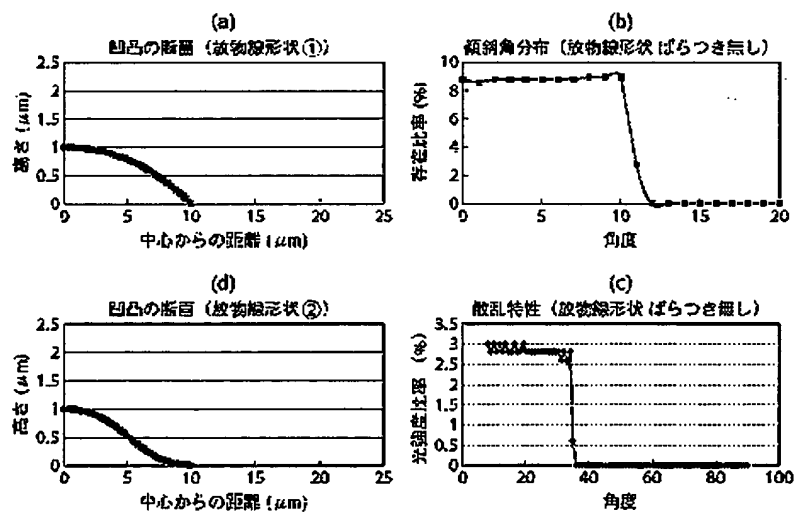 (a)
凹凸の断面（放物線形状①）
2.5
2
1.5
1
0.5
0
高さ(μm)
0 5 10 15 20 25
中心からの距離(μm)
(b)
傾斜角分布（放物線形状 ばらつき無し）
10
8
6
4
2
0
存在比率(%)
0 5 10 15 20
角度
(d)
凹凸の断面（放物線形状②）
2.5
2
1.5
1
0.5
0
高さ(μm)
0 5 10 15 20 25
中心からの距離(μm)
(c)
散乱特性（放物線形状 ばらつき無し）
3.5
3
2.5
2
1.5
1
0.5
0
光強度比率(%)
0 20 40 60 80 100
角度